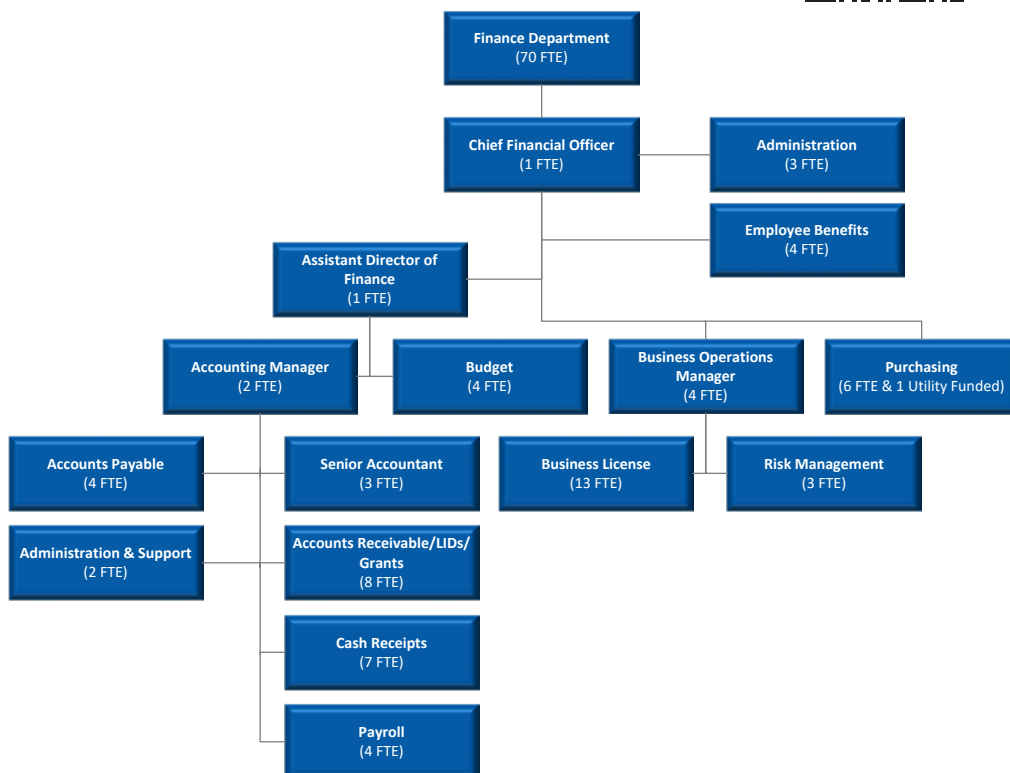 Finance Department
(70 FTE)
Chief Financial Officer
(1 FTE)
Administration
(3 FTE)
Employee Benefits
(4 FTE)
Assistant Director of
Finance
(1 FTE)
Accounting Manager
(2 FTE)
Budget
(4 FTE)
Business Operations
Manager
(4 FTE)
Purchasing
(6 FTE & 1 Utility Funded)
Accounts Payable
(4 FTE)
Senior Accountant
(3 FTE)
Business License
(13 FTE)
Risk Management
(3 FTE)
Administration & Support
(2 FTE)
Accounts Receivable/LIDs/
Grants
(8 FTE)
Cash Receipts
(7 FTE)
Payroll
(4 FTE)